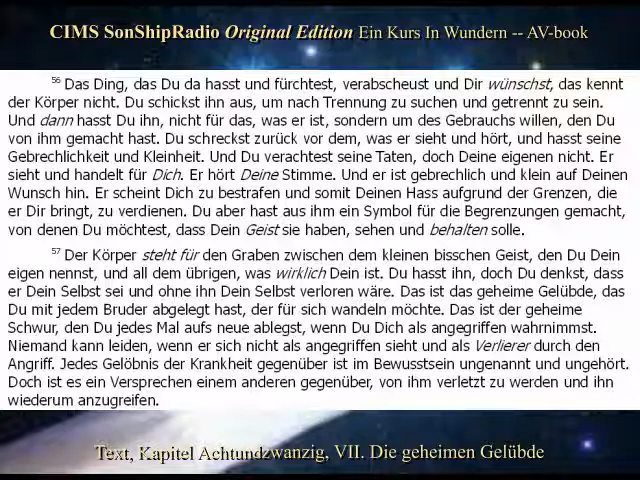 CIMS SonShipRadio Original Edition Ein Kurs In Wundern -- AV-book
56 Das Ding, das Du da hasst und fürchtest, verabscheust und Dir wünschst, das kennt
der Körper nicht. Du schickst ihn aus, um nach Trennung zu suchen und getrennt zu sein.
Und dann hasst Du ihn, nicht für das, was er ist, sondern um des Gebrauchs willen, den Du
von ihm gemacht hast. Du schreckst zurück vor dem, was er sieht und hört, und hasst seine
Gebrechlichkeit und Kleinheit. Und Du verachtest seine Taten, doch Deine eigenen nicht. Er
sieht und handelt für Dich. Er hört Deine Stimme. Und er ist gebrechlich und klein auf Deinen
Wunsch hin. Er scheint Dich zu bestrafen und somit Deinen Hass aufgrund der Grenzen, die
er Dir bringt, zu verdienen. Du aber hast aus ihm ein Symbol für die Begrenzungen gemacht,
von denen Du möchtest, dass Dein Geist sie haben, sehen und behalten solle.
57 Der Körper steht für den Graben zwischen dem kleinen bisschen Geist, den Du Dein
eigen nennst, und all dem übrigen, was wirklich Dein ist. Du hasst ihn, doch Du denkst, dass
er Dein Selbst sei und ohne ihn Dein Selbst verloren wäre. Das ist das geheime Gelübde, das
Du mit jedem Bruder abgelegt hast, der für sich wandeln möchte. Das ist der geheime
Schwur, den Du jedes Mal aufs neue ablegst, wenn Du Dich als angegriffen wahrnimmst.
Niemand kann leiden, wenn er sich nicht als angegriffen sieht und als Verlierer durch den
Angriff. Jedes Gelöbnis der Krankheit gegenüber ist im Bewusstsein ungenannt und ungehört.
Doch ist es ein Versprechen einem anderen gegenüber, von ihm verletzt zu werden und ihn
wiederum anzugreifen.
Text, Kapitel Achtundzwanzig, VII. Die geheimen Gelübde